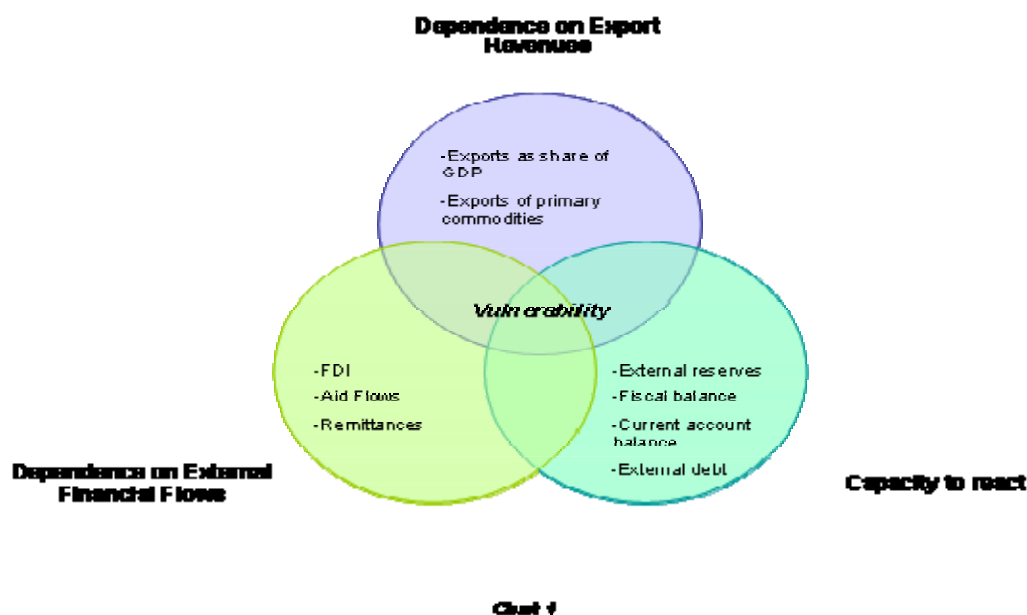 Dependence on Export
Revenues
-Exports as share of
GDP
-Exports of primary
commodities
Vulnerability
-FDI
-Aid Flows
-Remittances
-External reserves
-Fiscal balance
-Current account
balance
-External debt
Dependence on External
Financial Flows
Capacity to react
Chart 1